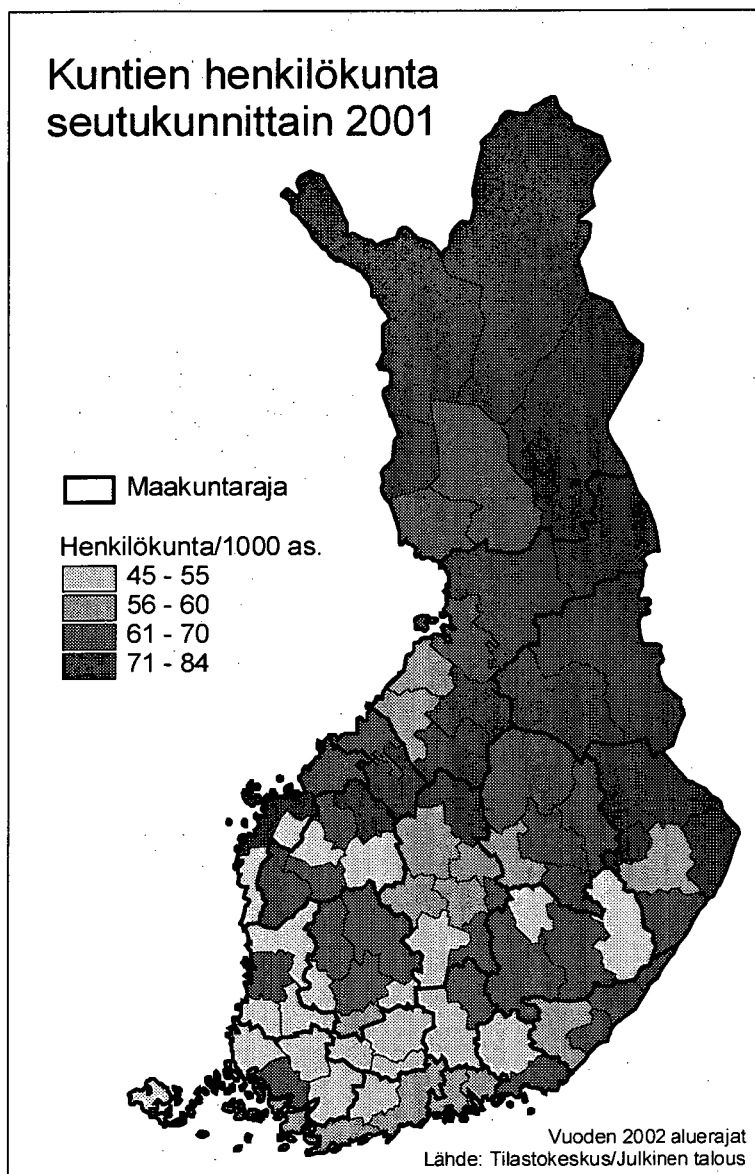 Kuntien henkilökunta
seutukunnittain 2001
Maakuntaraja
Henkilökunta/1000 as.
45 - 55
56 - 60
61 - 70
71 - 84
Vuoden 2002 aluerajat
Lähde: Tilastokeskus/Julkinen talous